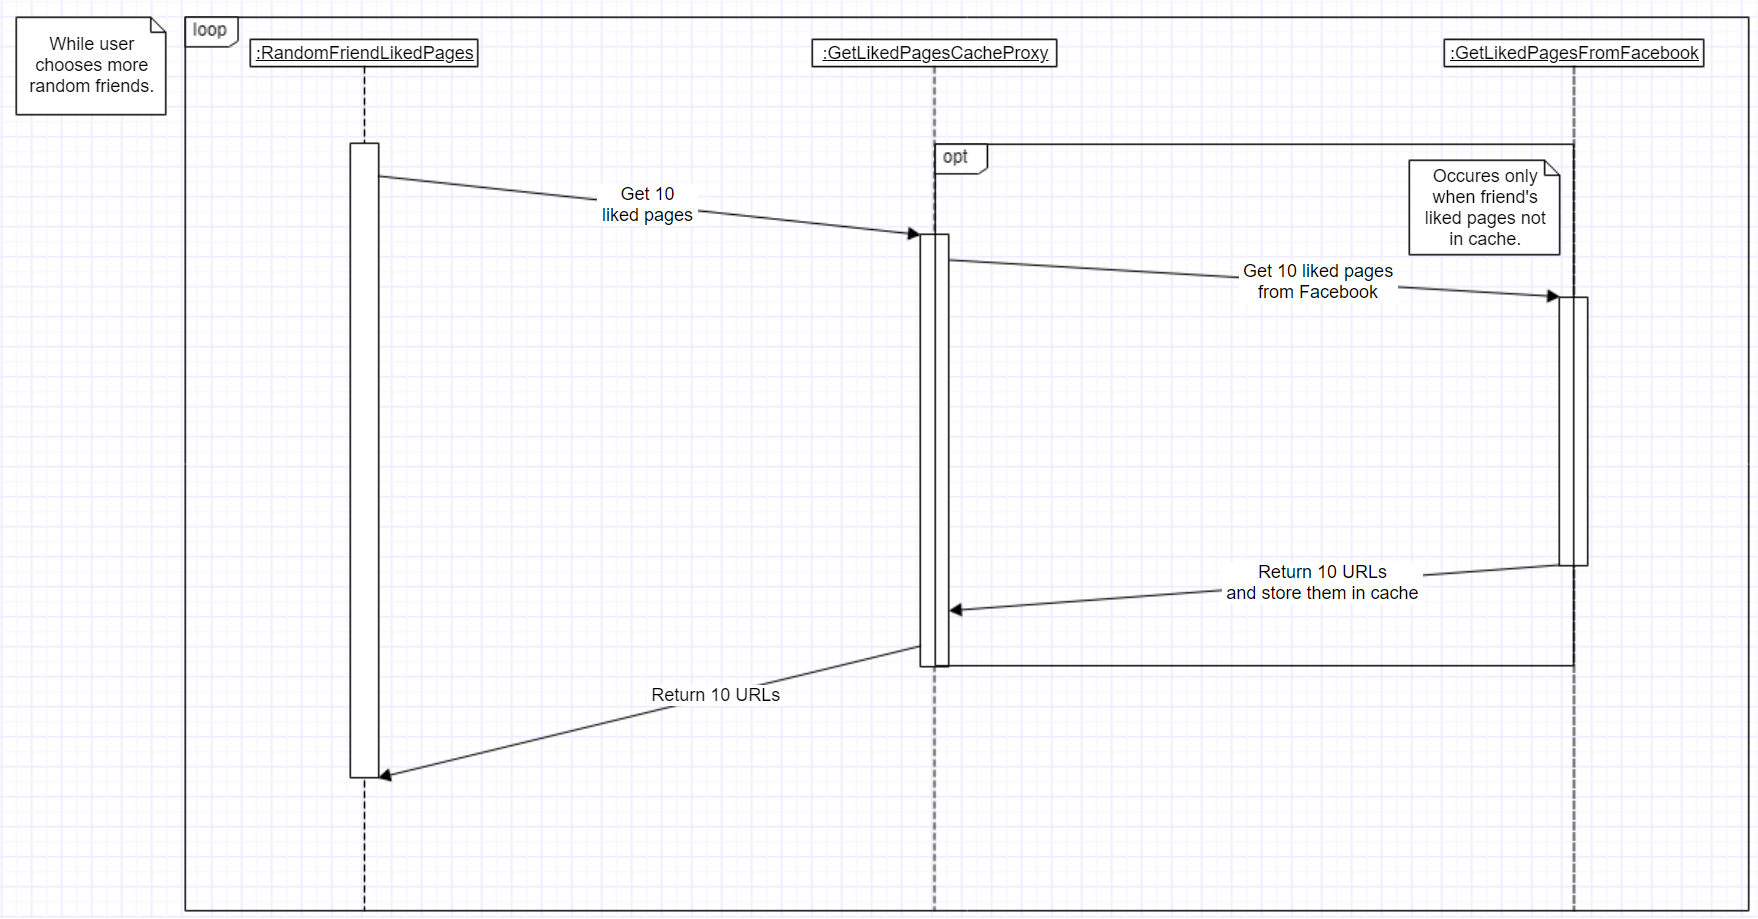 While user
chooses more
random friends.
loop
:RandomFriendLikedPages
:GetLikedPagesCacheProxy
:GetLikedPagesFromFacebook
opt
Occures only
when friend's
liked pages not
in cache.
Get 10
liked pages
Get 10 liked pages
from Facebook
Return 10 URLs
and store them in cache
Return 10 URLs